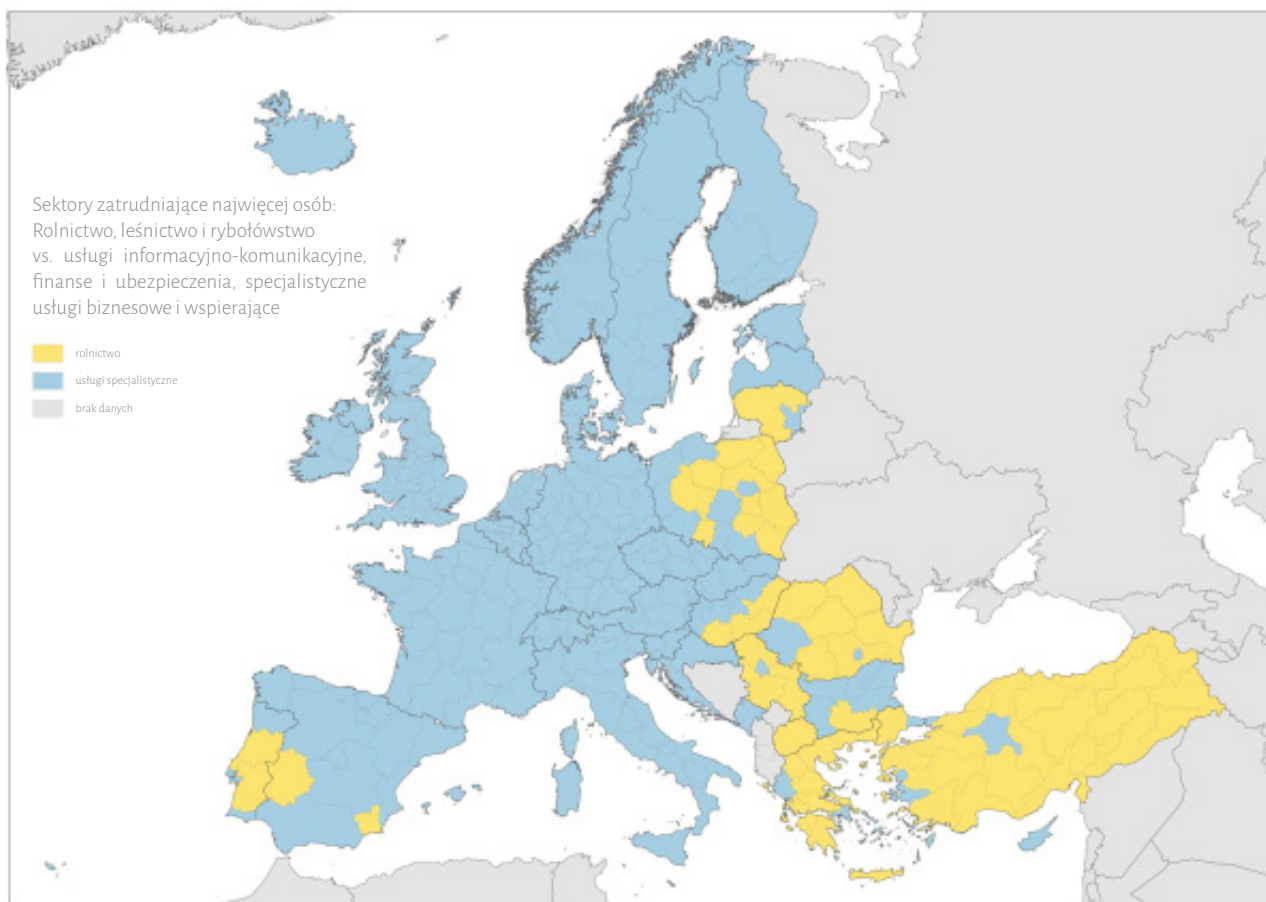 Sektory zatrudniające najwięcej osób:
Rolnictwo, leśnictwo i rybołówstwo
vs. usługi informacyjno-komunikacyjne,
finanse i ubezpieczenia, specjalistyczne
usługi biznesowe i wspierające
rolnictwo
usługi specjalistyczne
brak danych